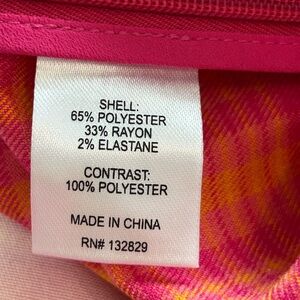 SHELL:
65% POLYESTER
33% RAYON
2% ELASTANE
CONTRAST:
100% POLYESTER
MADE IN CHINA
RN# 132829